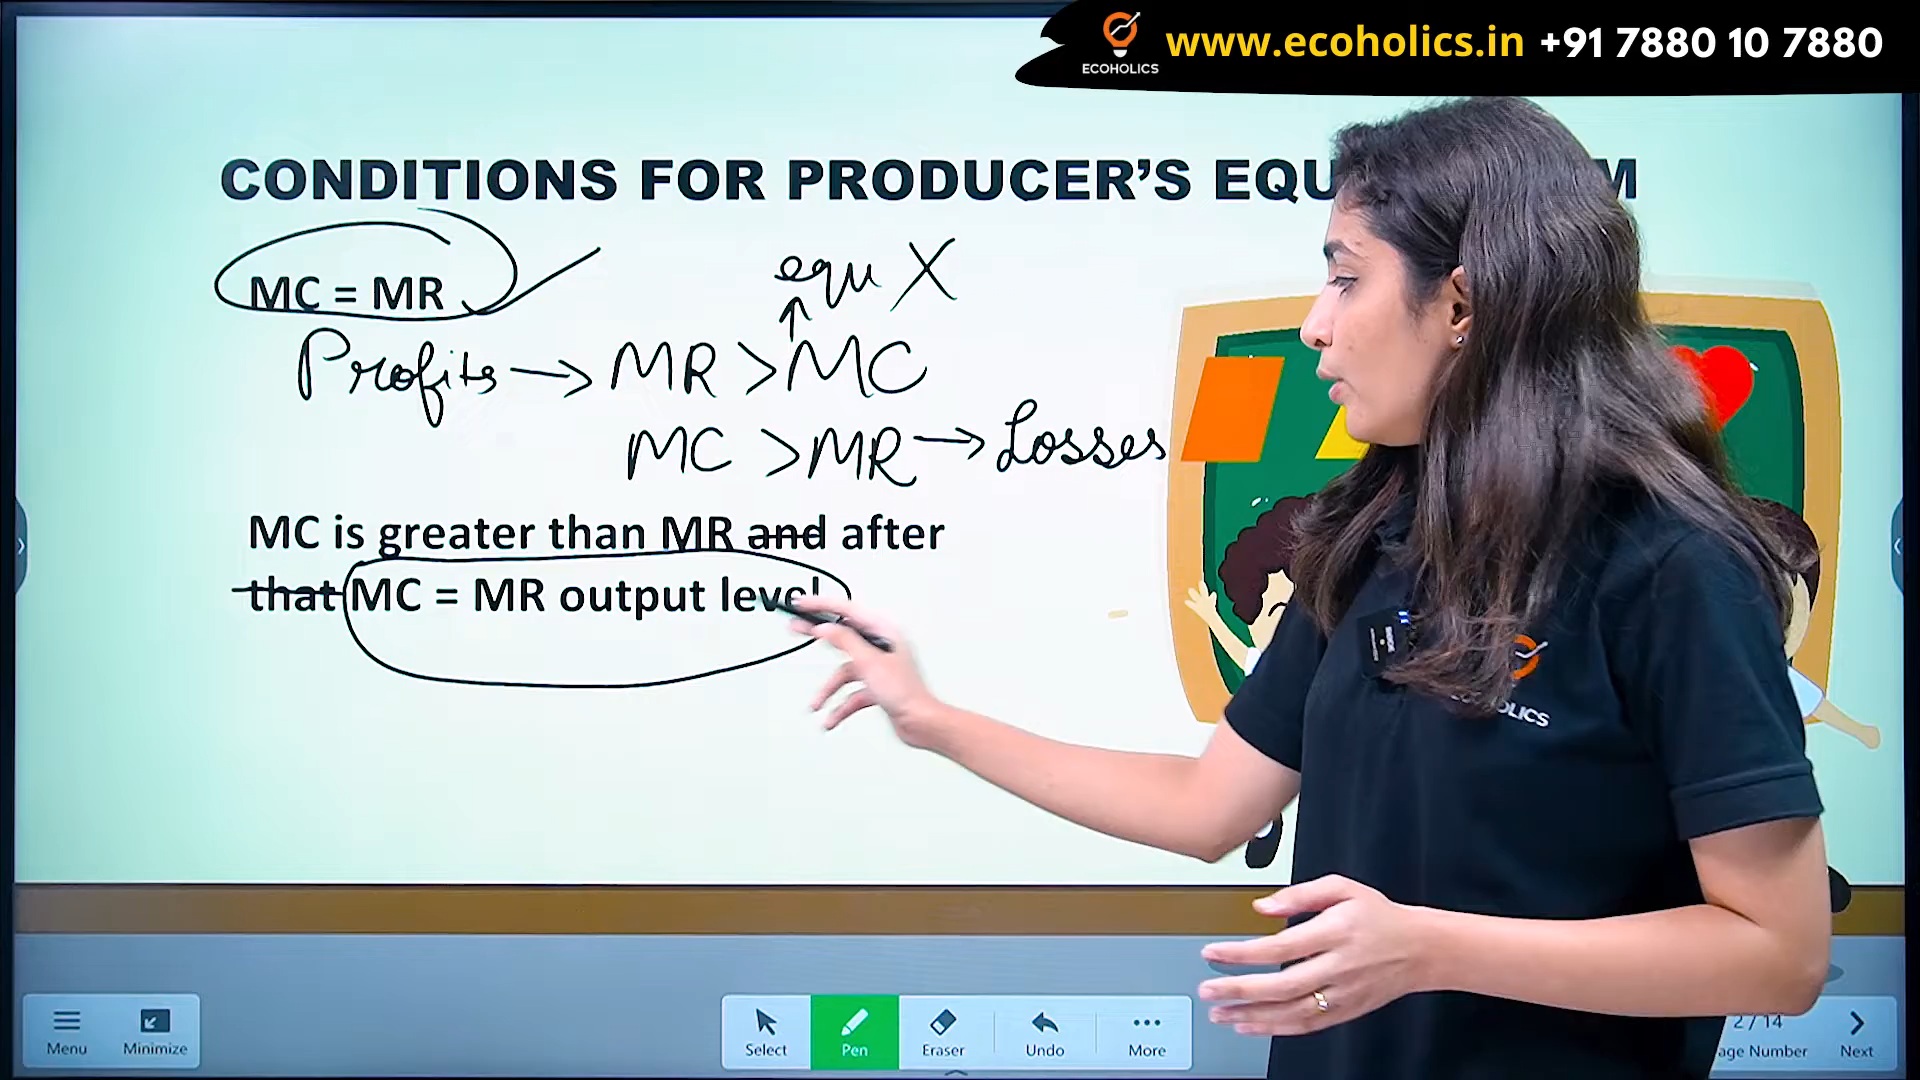 www.ecoholics.in +91 7880 10 7880
ECOHOLICS
CONDITIONS FOR PRODUCER'S EQU M
MC = MR
equ X
Profits → MR > MC
MC > MR → Losses
MC is greater than MR and after
that MC = MR output level
OLICS
Menu
Minimize
Select
Pen
Eraser
Undo
More
2 / 14
age Number
Next